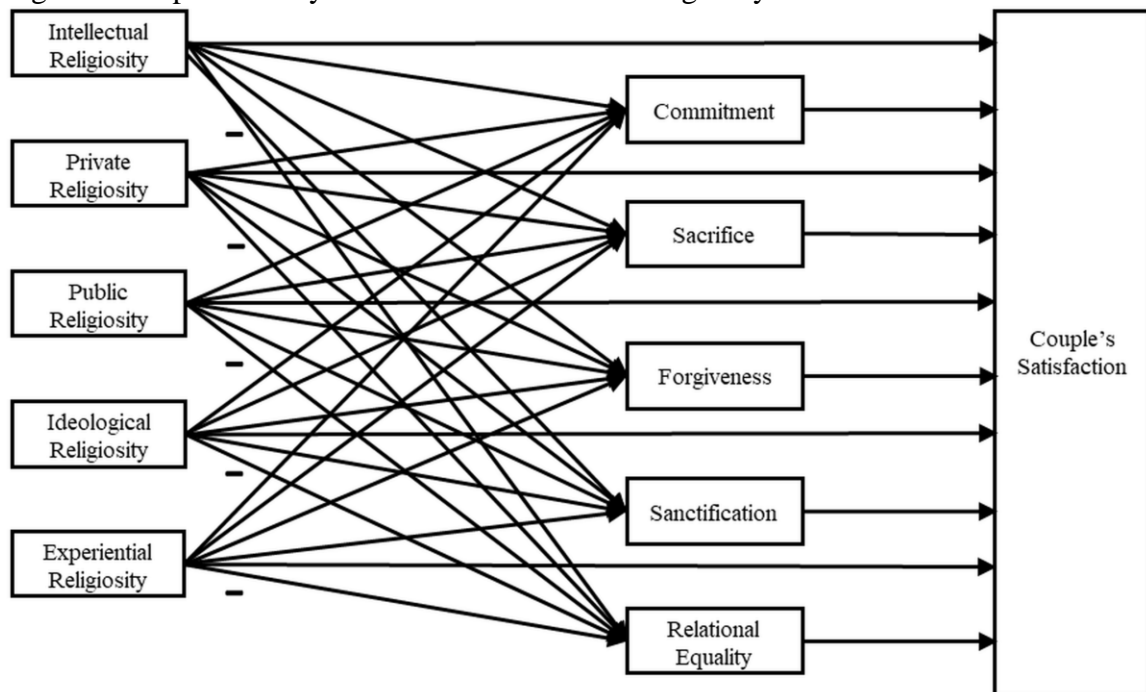 Intellectual
Religiosity
Private
Religiosity
Public
Religiosity
Ideological
Religiosity
Experiential
Religiosity
-
-
-
-
-
Commitment
Sacrifice
Forgiveness
Sanctification
Relational
Equality
Couple's
Satisfaction